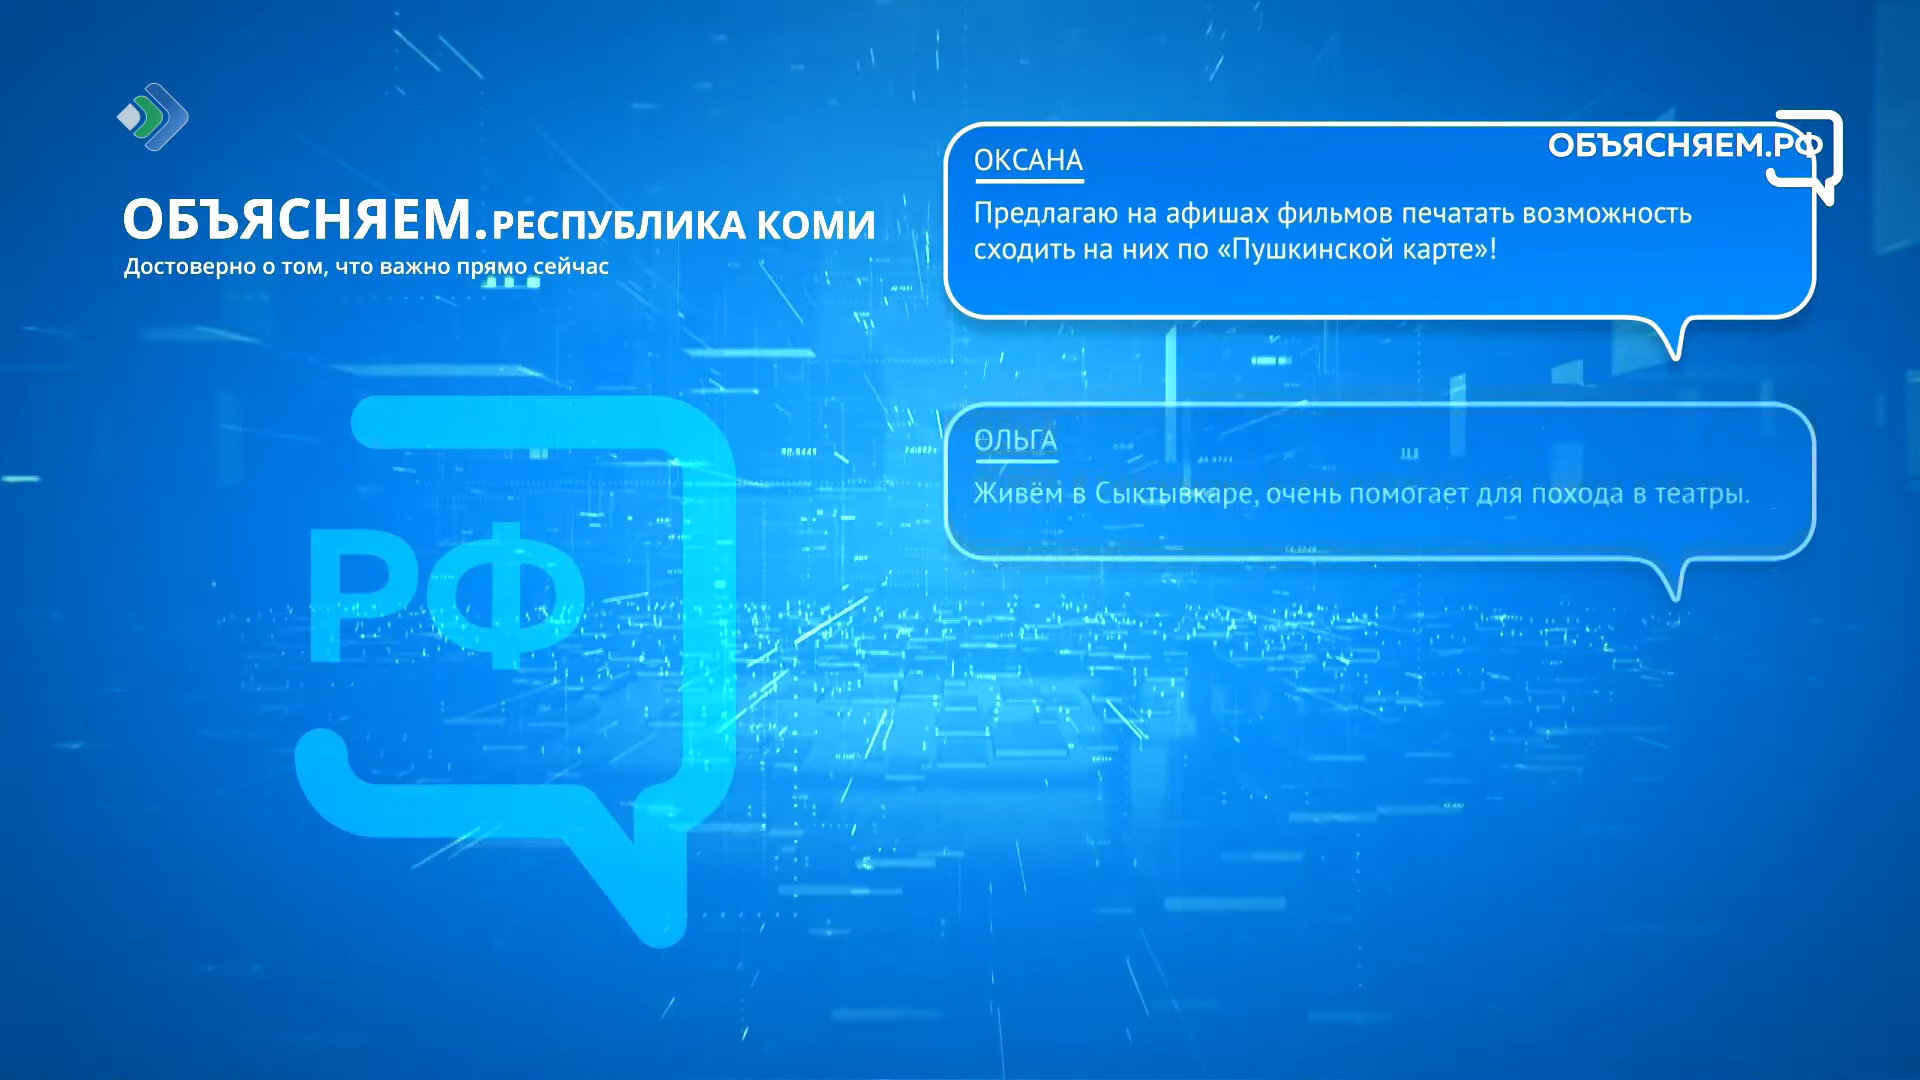 ОБЪЯСНЯЕМ.РЕСПУБЛИКА КОМИ
Достоверно о том, что важно прямо сейчас
РФ
ОБЪЯСНЯЕМ.РФ
ОКСАНА
Предлагаю на афишах фильмов печатать возможность
сходить на них по «Пушкинской карте»!
ОЛЬГА
Живём в Сыктывкаре, очень помогает для похода в театры.